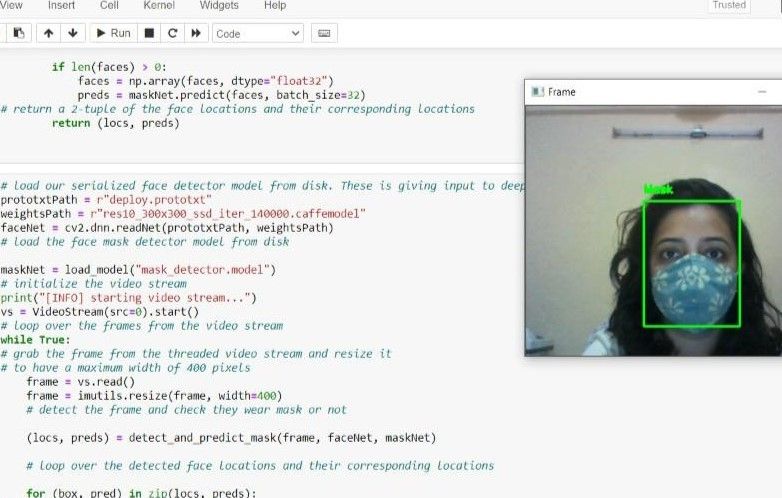 View Insert Cell Kernel Widgets Help Trusted
Run Code
if len(faces) > 0:
faces = np.array(faces, dtype="float32")
preds = maskNet.predict(faces, batch_size=32)
# return a 2-tuple of the face locations and their corresponding locations
return (locs, preds)
Frame
# load our serialized face detector model from disk. These is giving input to deep
Mask
prototxtPath = r"deploy.prototxt"
weightsPath = r"res10_300x300_ssd_iter_140000.caffemodel"
faceNet = cv2.dnn.readNet(prototxtPath, weightsPath)
# load the face mask detector model from disk
maskNet = load_model("mask_detector.model")
# initialize the video stream
print("[INFO] starting video stream...")
vs = VideoStream(src=0).start()
# loop over the frames from the video stream
while True:
# grab the frame from the threaded video stream and resize it
# to have a maximum width of 400 pixels
frame = vs.read()
frame = imutils.resize(frame, width=400)
# detect the frame and check they wear mask or not
(locs, preds) = detect_and_predict_mask(frame, faceNet, maskNet)
# loop over the detected face locations and their corresponding locations
for (box, pred) in zip(locs, preds):